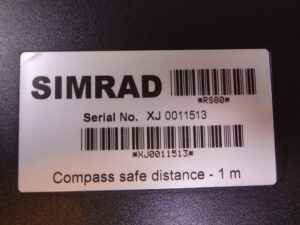 SIMRAD
*RS80*
Serial No. XJ 0011513
*XJ0011513*
Compass safe distance - 1 m